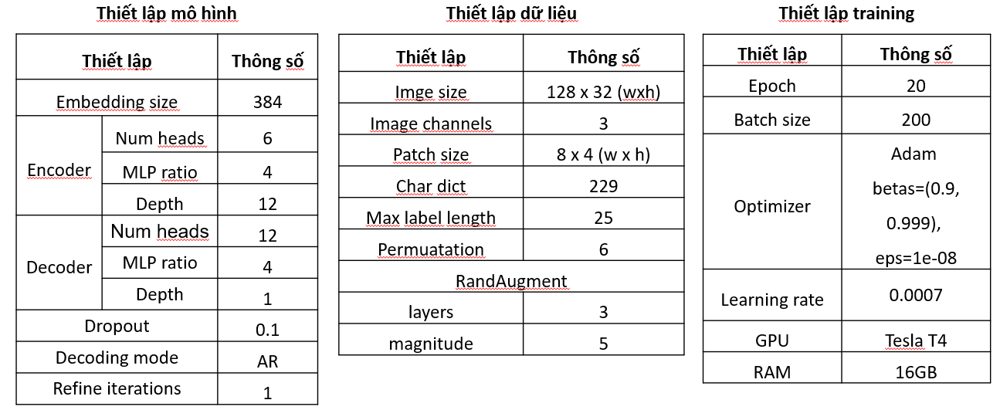 Thiết lập mô hình
Thiết lập Thông số
Embedding size 384
Encoder
Num heads 6
MLP ratio 4
Depth 12
Decoder
Num heads 12
MLP ratio 4
Depth 1
Dropout 0.1
Decoding mode AR
Refine iterations 1
Thiết lập dữ liệu
Thiết lập Thông số
Imge size 128 x 32 (wxh)
Image channels 3
Patch size 8 x 4 (w x h)
Char dict 229
Max label length 25
Permuatation 6
RandAugment
layers 3
magnitude 5
Thiết lập training
Thiết lập Thông số
Epoch 20
Batch size 200
Optimizer
Adam
betas=(0.9,
0.999),
eps=1e-08
Learning rate 0.0007
GPU Tesla T4
RAM 16GB